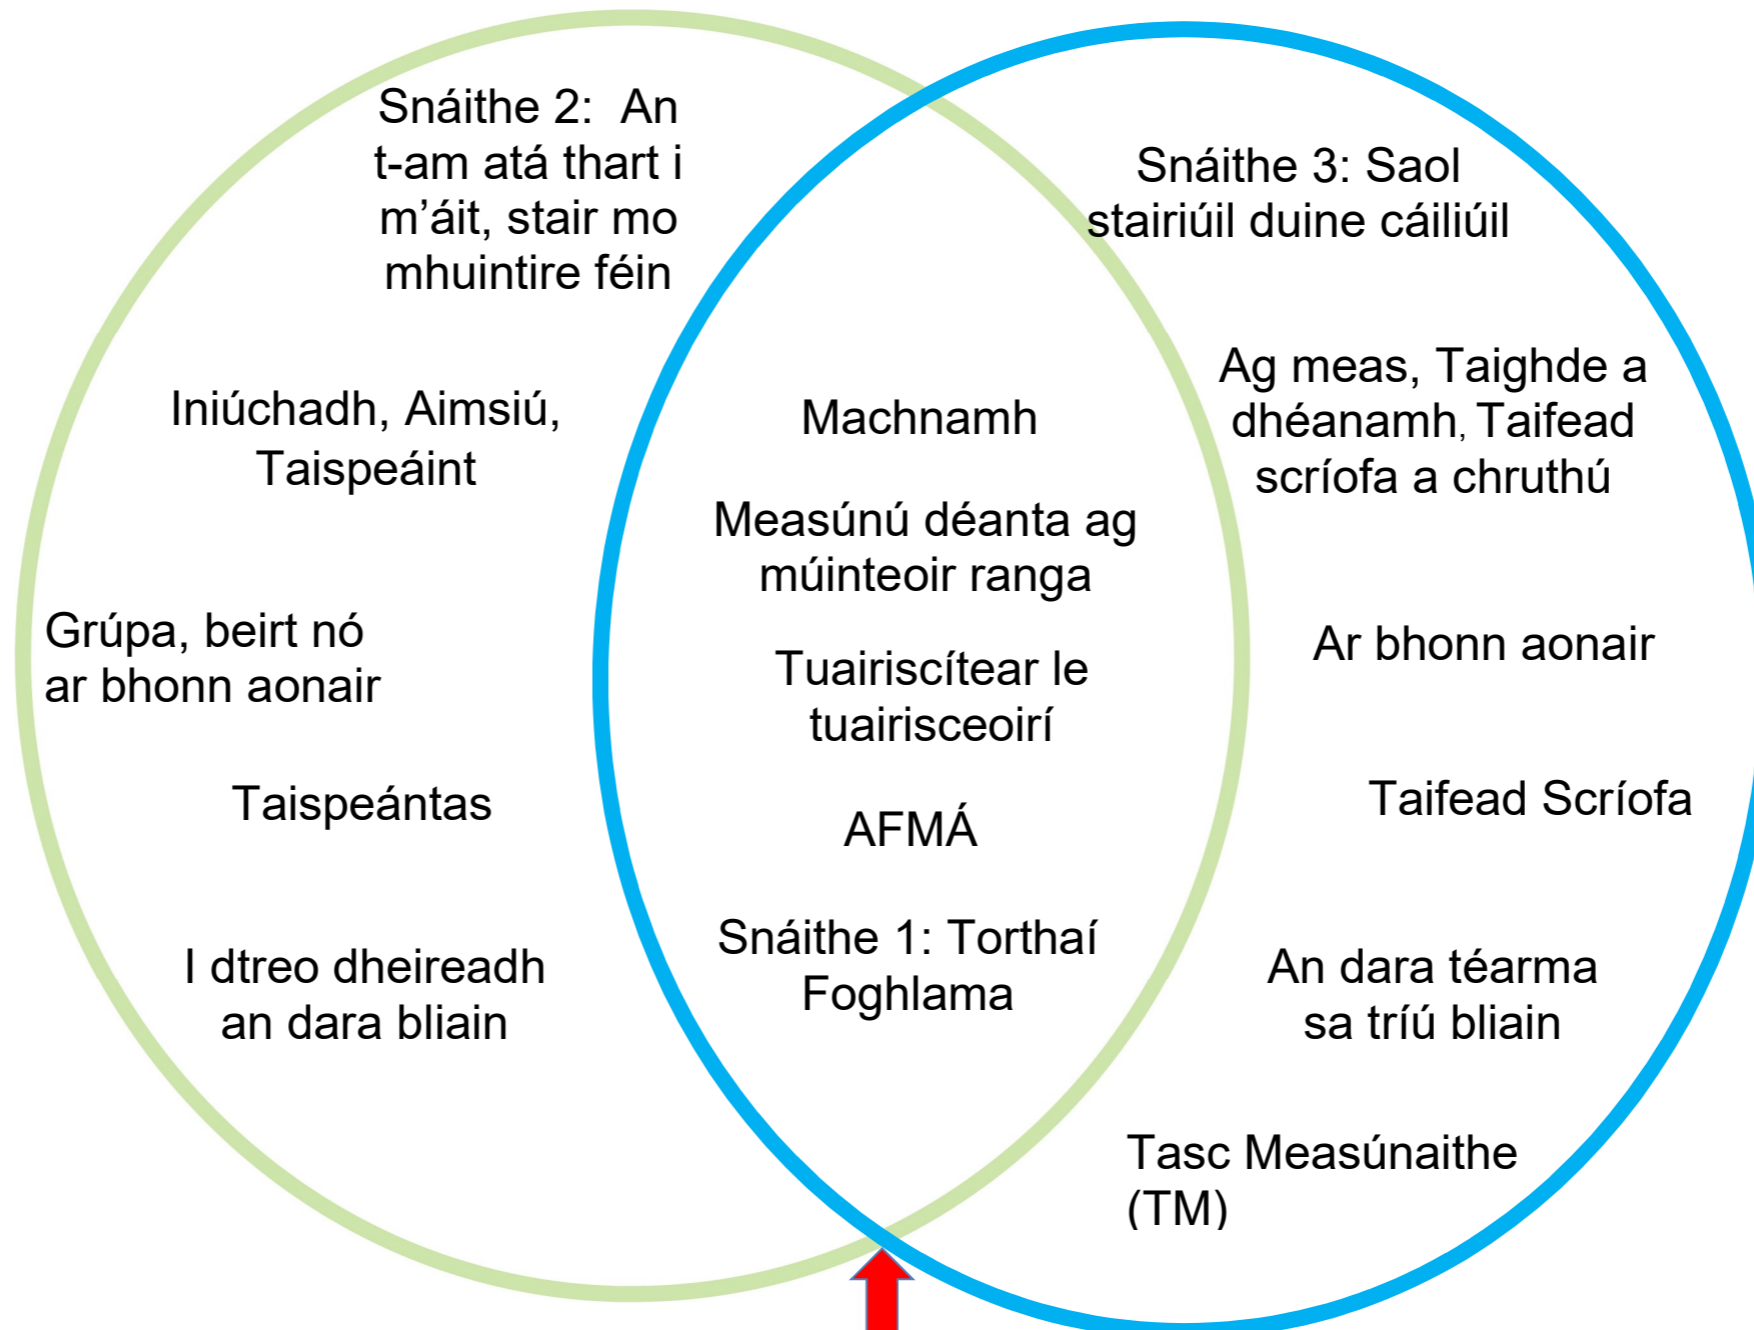 Snáithe 2: An
t-am atá thart i
m’áit, stair mo
mhuintire féin
Iniúchadh, Aimsiú,
Taispeáint
Grúpa, beirt nó
ar bhonn aonair
Taispeántas
I dtreo dheireadh
an dara bliain
Machnamh
Measúnú déanta ag
múinteoir ranga
Tuairiscítear le
tuairisceoirí
AFMÁ
Snáithe 1: Torthaí
Foghlama
Snáithe 3: Saol
stairiúil duine cáiliúil
Ag meas, Taighde a
dhéanamh, Taifead
scríofa a chruthú
Ar bhonn aonair
Taifead Scríofa
An dara téarma
sa tríú bliain
Tasc Measúnaithe
(TM)